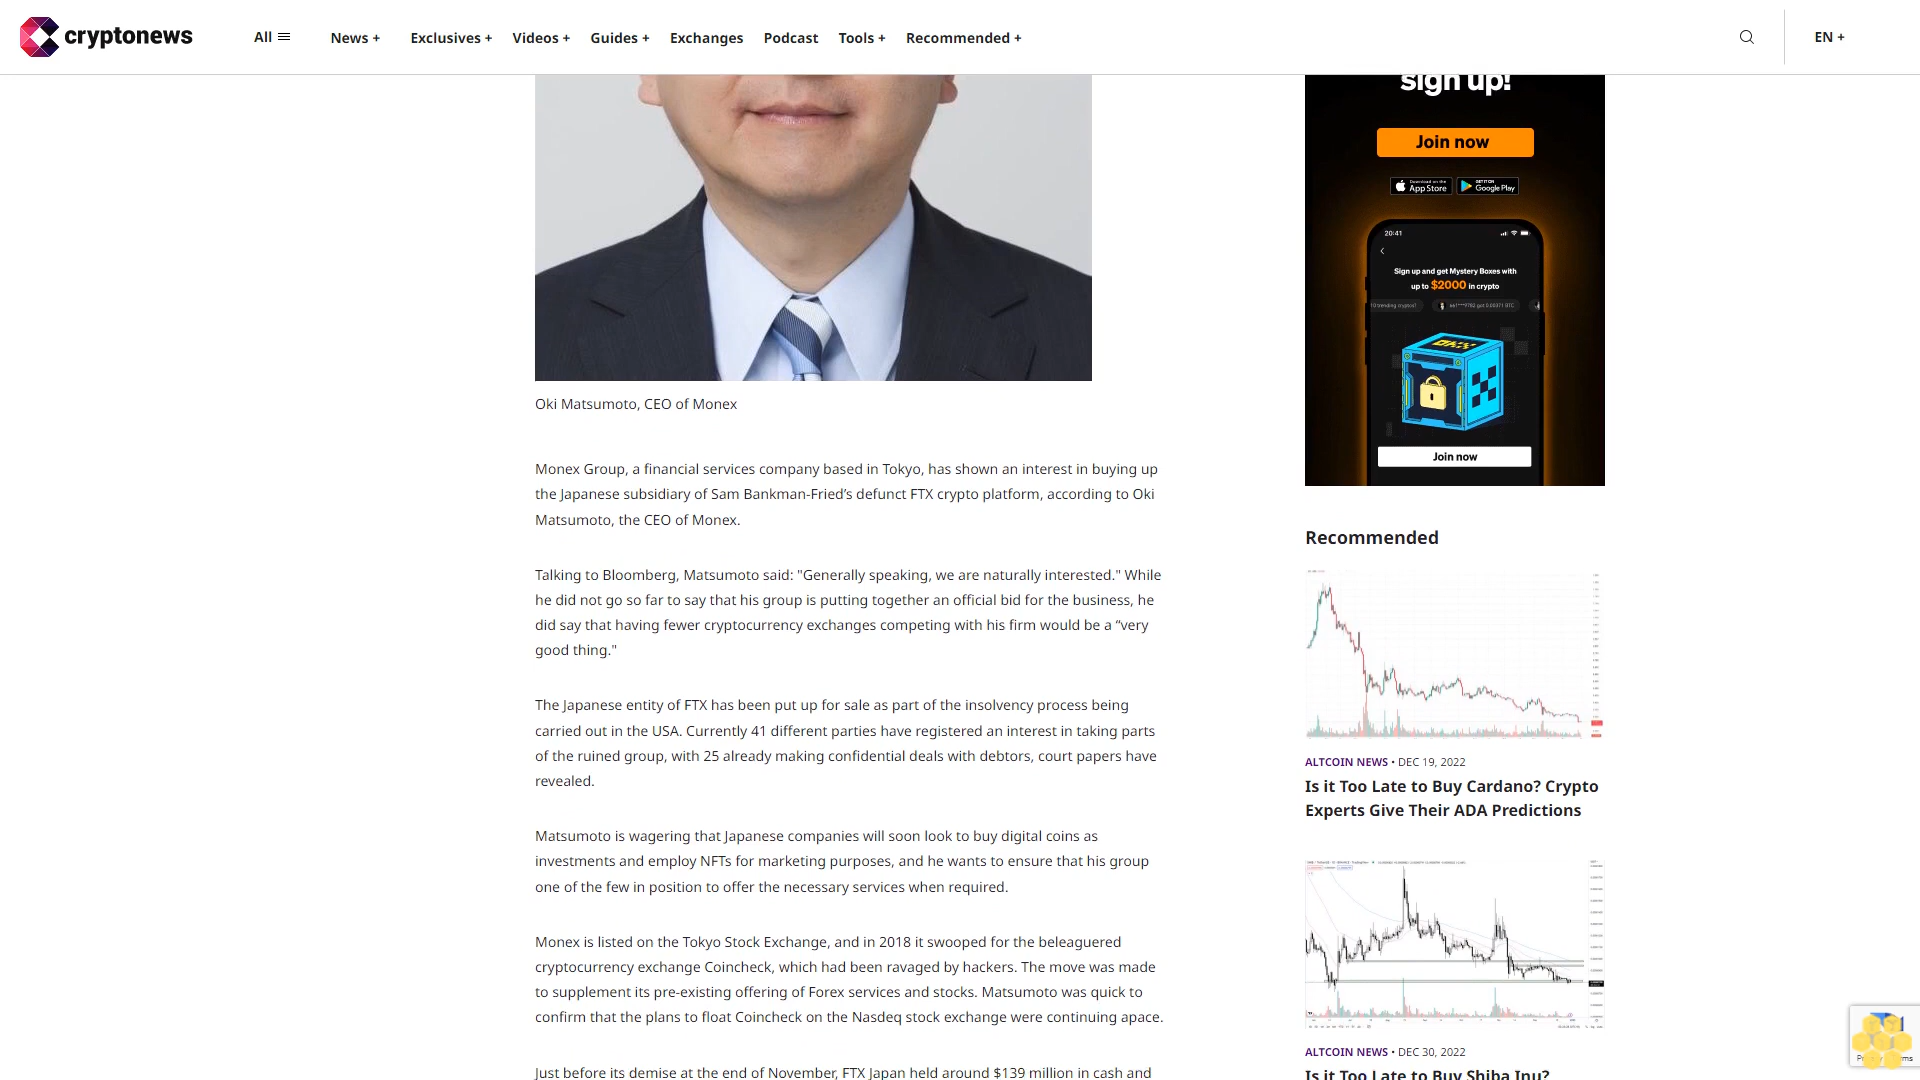 cryptonews
All
News +
Exclusives +
Videos +
Guides +
Exchanges
Podcast
Tools +
Recommended +
EN +
sign up!
Join now
Download on the
App Store
GET IT ON
Google Play
20:41
Sign up and get Mystery Boxes with
up to $2000 in crypto
Join now
Oki Matsumoto, CEO of Monex
Monex Group, a financial services company based in Tokyo, has shown an interest in buying up
the Japanese subsidiary of Sam Bankman-Fried’s defunct FTX crypto platform, according to Oki
Matsumoto, the CEO of Monex.
Talking to Bloomberg, Matsumoto said: "Generally speaking, we are naturally interested." While
he did not go so far to say that his group is putting together an official bid for the business, he
did say that having fewer cryptocurrency exchanges competing with his firm would be a “very
good thing."
The Japanese entity of FTX has been put up for sale as part of the insolvency process being
carried out in the USA. Currently 41 different parties have registered an interest in taking parts
of the ruined group, with 25 already making confidential deals with debtors, court papers have
revealed.
Matsumoto is wagering that Japanese companies will soon look to buy digital coins as
investments and employ NFTs for marketing purposes, and he wants to ensure that his group
one of the few in position to offer the necessary services when required.
Monex is listed on the Tokyo Stock Exchange, and in 2018 it swooped for the beleaguered
cryptocurrency exchange Coincheck, which had been ravaged by hackers. The move was made
to supplement its pre-existing offering of Forex services and stocks. Matsumoto was quick to
confirm that the plans to float Coincheck on the Nasdeq stock exchange were continuing apace.
Just before its demise at the end of November, FTX Japan held around $139 million in cash and
Recommended
ALTCOIN NEWS • DEC 19, 2022
Is it Too Late to Buy Cardano? Crypto
Experts Give Their ADA Predictions
ALTCOIN NEWS • DEC 30, 2022
Is it Too Late to Buy Shiba Inu?